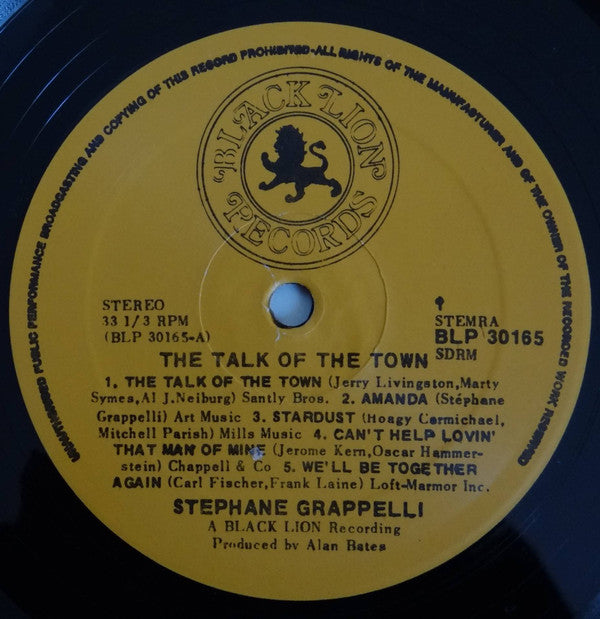 UNAUTHORISED PUBLIC PERFORMANCE BROADCASTING AND COPYING OF THIS RECORD PROHIBITED-ALL RIGHTS OF THE MANUFACTURER AND OF THE OWNER OF THE RECORDED WORK RESERVED
BLACK LION
RECORDS
STEREO
33 1/3 RPM
(BLP 30165-A)
STEMRA
BLP 30165
SDRM
THE TALK OF THE TOWN
1. THE TALK OF THE TOWN (Jerry Livingston,Marty
Symes,Al J.Neiburg) Santly Bros. 2. AMANDA (Stéphane
Grappelli) Art Music 3. STARDUST (Hoagy Carmichael,
Mitchell Parish) Mills Music 4. CAN'T HELP LOVIN'
THAT MAN OF MINE (Jerome Kern,Oscar Hammer-
stein) Chappell & Co 5. WE'LL BE TOGETHER
AGAIN (Carl Fischer,Frank Laine) Loft-Marmor Inc.
STEPHANE GRAPPELLI
A BLACK LION Recording
Produced by Alan Bates